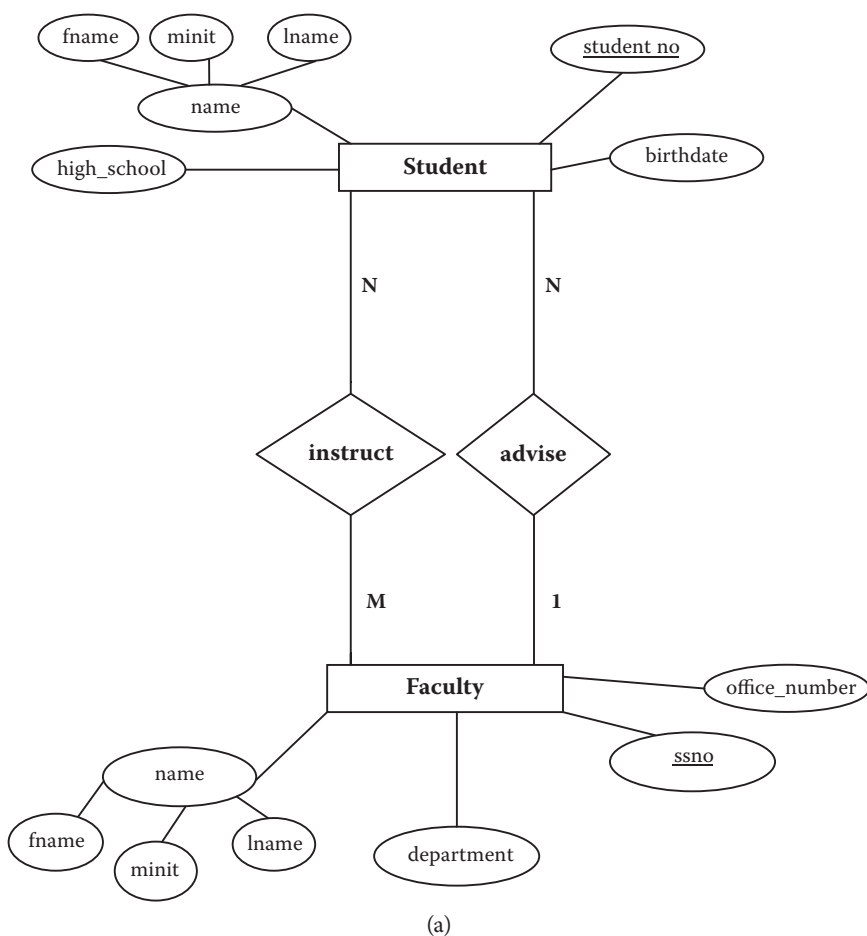 fname minit lname
student no
name
Student
high_school
birthdate
N N
instruct advise
M 1
Faculty
office_number
name
ssno
fname
minit
lname
department
(a)